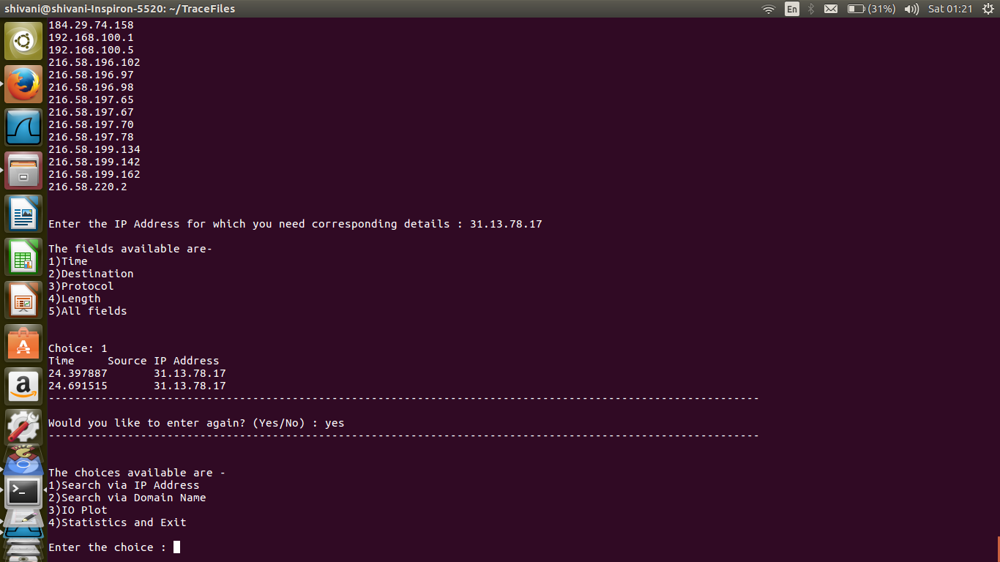 shivani@shivani-Inspiron-5520: ~/TraceFiles
En
(31%)
Sat 01:21
184.29.74.158
192.168.100.1
192.168.100.5
216.58.196.102
216.58.196.97
216.58.196.98
216.58.197.65
216.58.197.67
216.58.197.70
216.58.197.78
216.58.199.134
216.58.199.142
216.58.199.162
216.58.220.2
Enter the IP Address for which you need corresponding details : 31.13.78.17
The fields available are-
1)Time
2)Destination
3)Protocol
4)Length
5)All fields
Choice: 1
Time     Source IP Address
24.397887       31.13.78.17
24.691515       31.13.78.17
------------------------------------------------------------------------------------------------------------
Would you like to enter again? (Yes/No) : yes
------------------------------------------------------------------------------------------------------------
The choices available are -
1)Search via IP Address
2)Search via Domain Name
3)IO Plot
4)Statistics and Exit
Enter the choice :